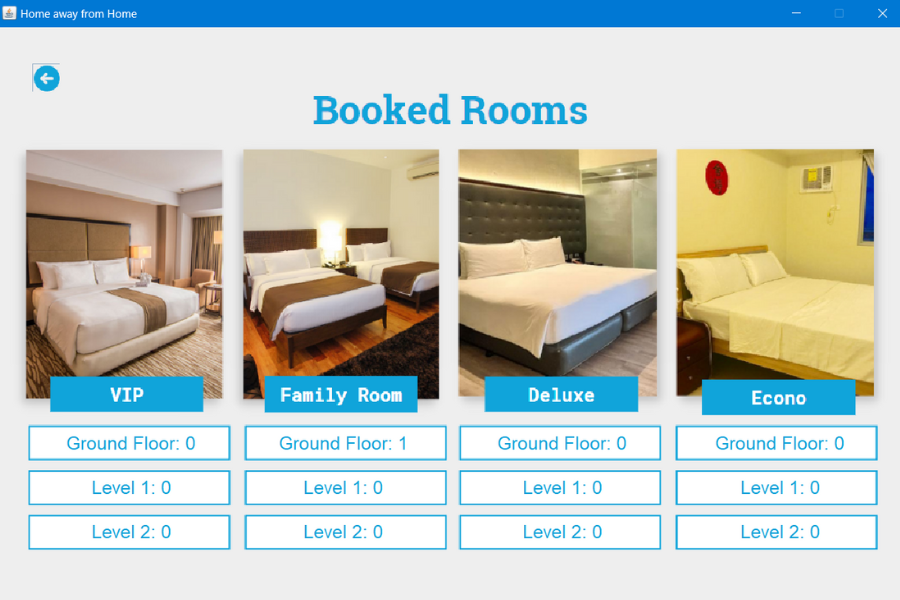 Home away from Home
Booked Rooms
VIP
Family Room
Deluxe
Econo
Ground Floor: 0
Ground Floor: 1
Ground Floor: 0
Ground Floor: 0
Level 1: 0
Level 1: 0
Level 1: 0
Level 1: 0
Level 2: 0
Level 2: 0
Level 2: 0
Level 2: 0